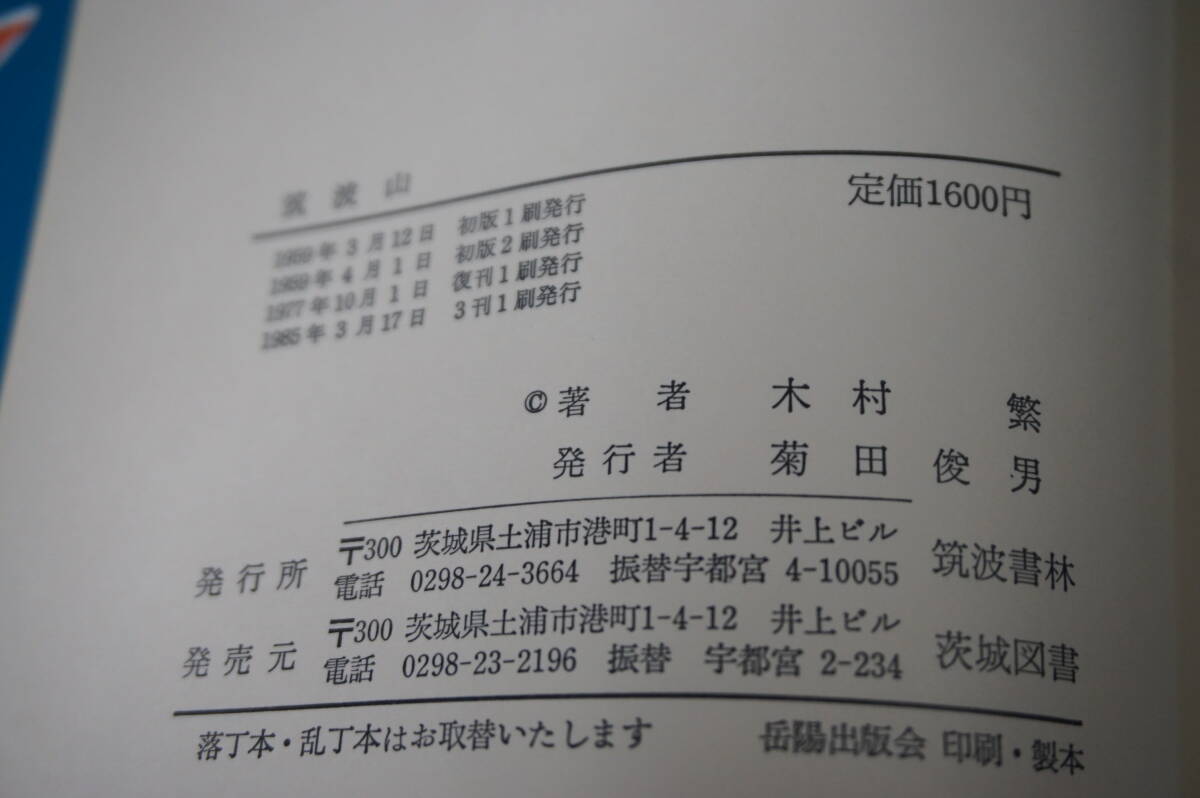 筑波山
定価1600円
1959年3月12日 初版1刷発行
1959年4月1日 初版2刷発行
1977年10月1日 復刊1刷発行
1985年3月17日 3刊1刷発行
©著者 木村 繁
発行者 菊田俊男
発行所 〒300 茨城県土浦市港町1-4-12 井上ビル 筑波書林
電話 0298-24-3664 振替宇都宮 4-10055
発売元 〒300 茨城県土浦市港町1-4-12 井上ビル 茨城図書
電話 0298-23-2196 振替 宇都宮 2-234
落丁本・乱丁本はお取替いたします 岳陽出版会 印刷・製本